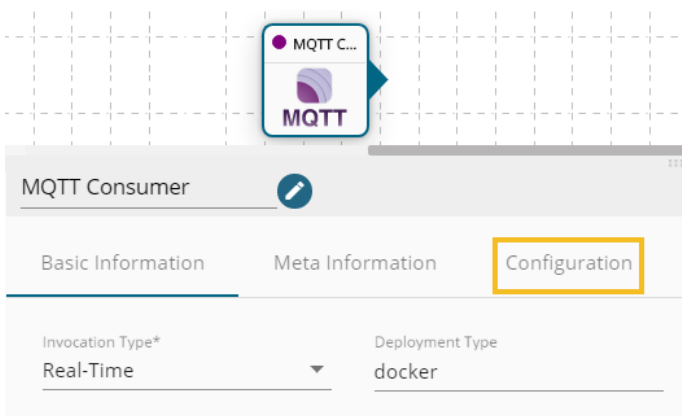 MQTT C...
MQTT
MQTT Consumer
Basic Information Meta Information Configuration
Invocation Type* Deployment Type
Real-Time docker